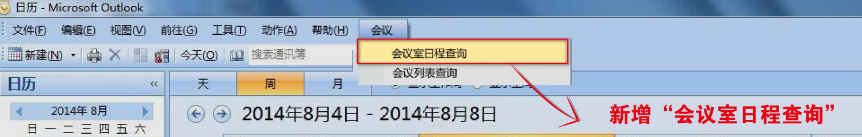 日历 - Microsoft Outlook
文件(F) 编辑(E) 视图(V) 前往(G) 工具(T) 动作(A) 帮助(H) 会议
新建(N) 今天(O) 搜索通讯簿
会议室日程查询
会议列表查询
日历 « 天 周 月
2014年 8月
2014年8月4日 - 2014年8月8日
新增“会议室日程查询”
日 一 二 三 四 五 六